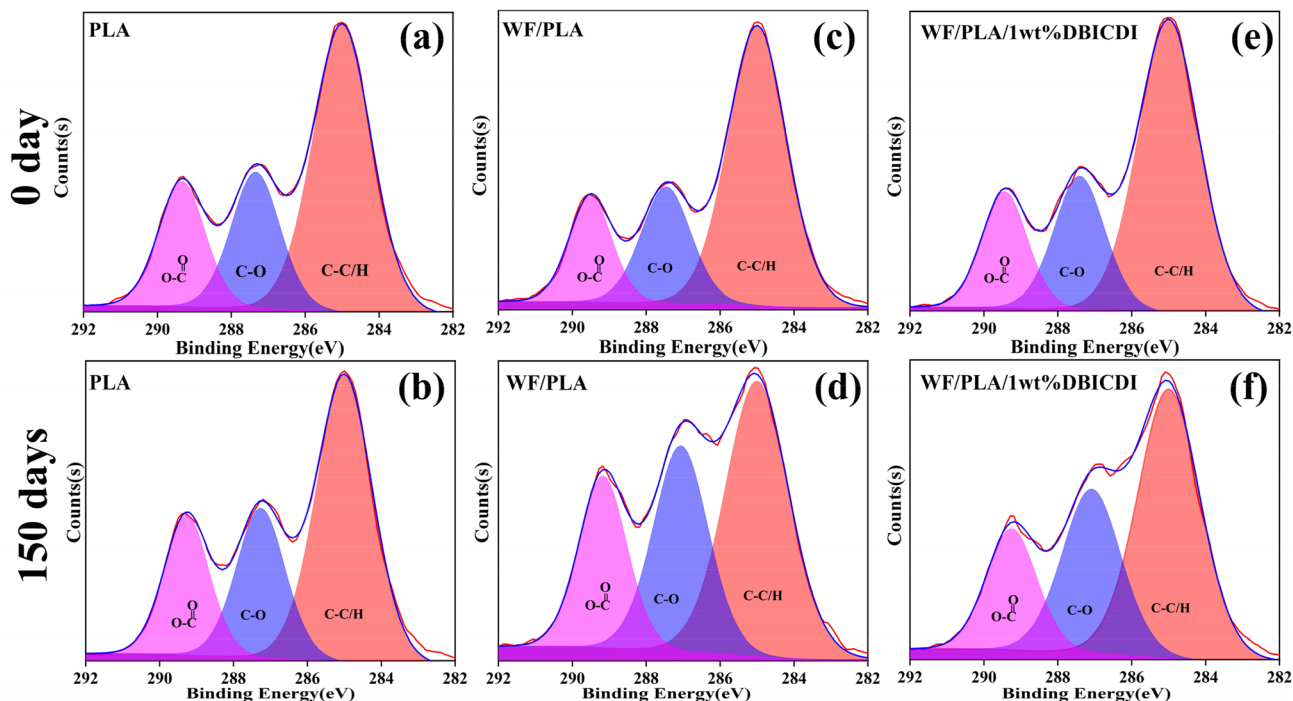 0 day
PLA
(a)
Counts(s)
O
O-C
C-O
C-C/H
292 290 288 286 284 282
Binding Energy(eV)
WF/PLA
(c)
Counts(s)
O
O-C
C-O
C-C/H
292 290 288 286 284 282
Binding Energy(eV)
WF/PLA/1wt%DBICDI
(e)
Counts(s)
O
O-C
C-O
C-C/H
292 290 288 286 284 282
Binding Energy(eV)
150 days
PLA
(b)
Counts(s)
O
O-C
C-O
C-C/H
292 290 288 286 284 282
Binding Energy(eV)
WF/PLA
(d)
Counts(s)
O
O-C
C-O
C-C/H
292 290 288 286 284 282
Binding Energy(eV)
WF/PLA/1wt%DBICDI
(f)
Counts(s)
O
O-C
C-O
C-C/H
292 290 288 286 284 282
Binding Energy(eV)